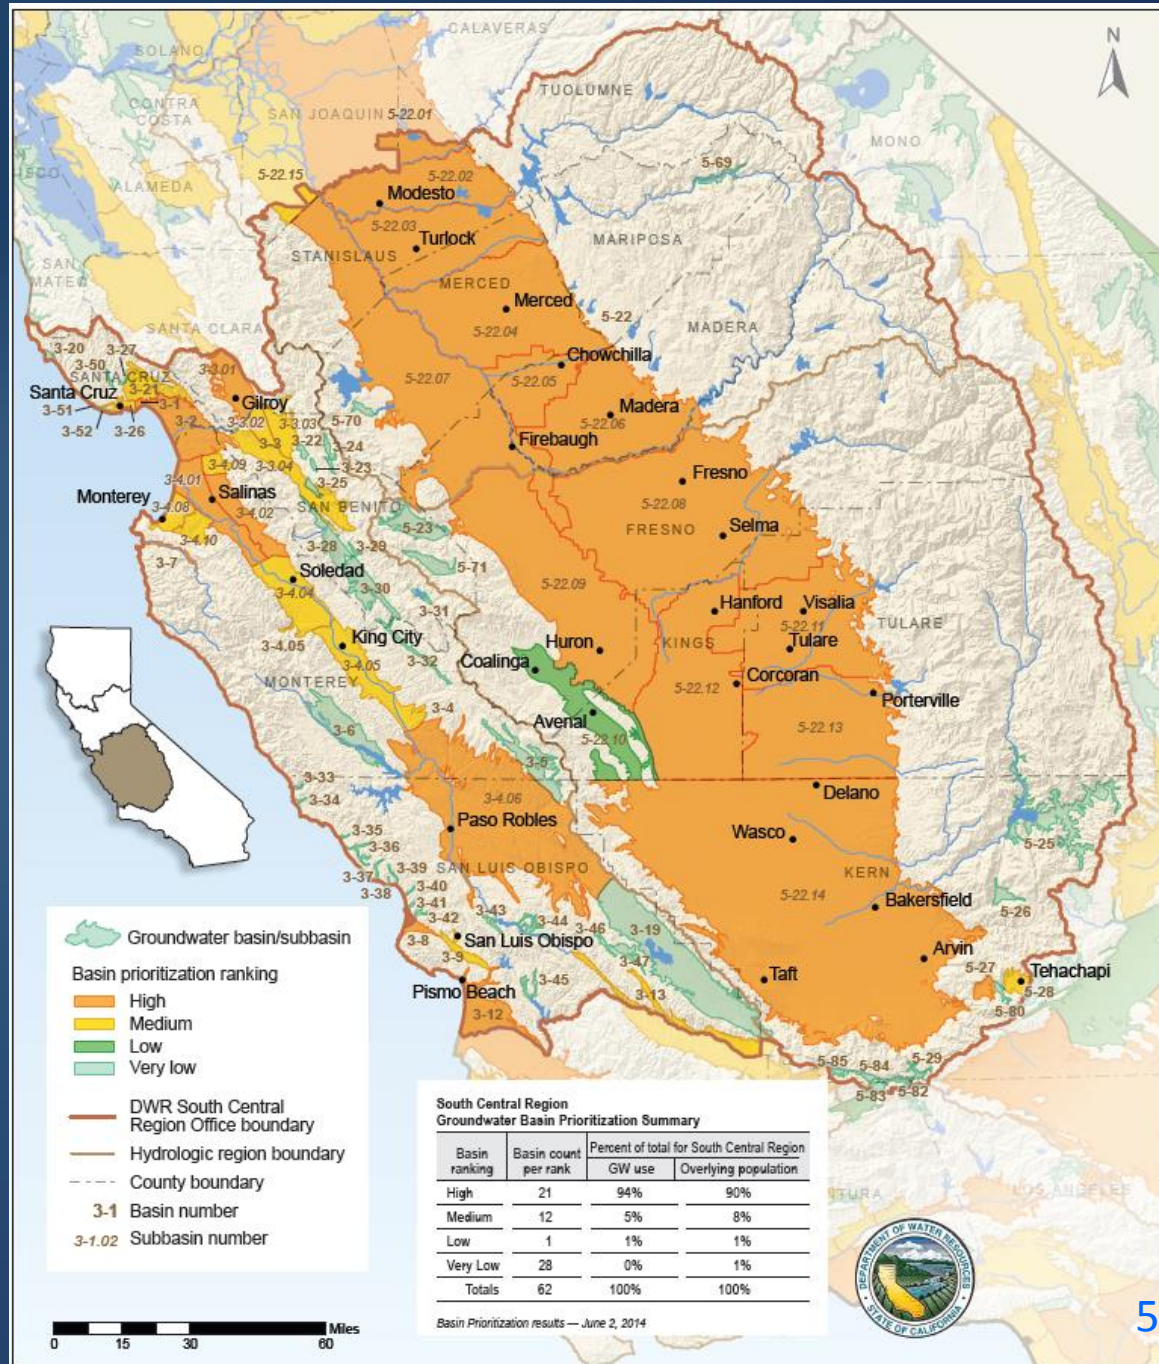 N
CALAVERAS
SOLANO
TUOLUMNE
CONTRA
COSTA
SAN JOAQUIN
5-22.01
MONO
ALAMEDA
5-22.15
5-22.02
5-69
Modesto
5-22.03
Turlock
MARIPOSA
STANISLAUS
SAN
MATEO
MERCED
Merced
5-22
SANTA CLARA
5-22.04
MADERA
3-20
3-27
3-50
Chowchilla
SANTA CRUZ
3-3.01
5-22.07
5-22.05
Santa Cruz
3-21
3-1
Gilroy
Madera
3-51
3-52
3-26
3-2
3-3.02
3-3.03
5-70
5-22.06
3-3
3-22
3-24
Firebaugh
3-4.09
3-3.04
3-23
3-4.01
3-25
Fresno
Monterey
Salinas
3-4.08
3-4.02
SAN BENITO
5-22.08
FRESNO
5-23
Selma
3-4.10
3-28
3-29
3-7
5-71
Soledad
3-4.04
3-30
5-22.09
Hanford
Visalia
3-31
5-22.11
TULARE
King City
3-4.05
Huron
KINGS
Tulare
3-4.05
3-32
Coalinga
MONTEREY
5-22.12
Corcoran
3-4
Avenal
Porterville
3-6
5-22.10
5-22.13
3-5
3-33
3-34
3-4.06
Delano
Paso Robles
Wasco
3-35
3-36
SAN LUIS OBISPO
KERN
5-25
3-37
3-39
3-38
3-40
5-22.14
3-41
Bakersfield
5-26
3-43
3-42
3-44
3-19
3-46
3-8
San Luis Obispo
3-9
3-47
Arvin
5-27
Tehachapi
Taft
5-28
Pismo Beach
3-45
3-13
5-80
3-12
5-85
5-84
5-29
5-83
5-82
VENTURA
LOS ANGELES
Groundwater basin/subbasin
Basin prioritization ranking
High
Medium
Low
Very low
DWR South Central
Region Office boundary
Hydrologic region boundary
County boundary
3-1 Basin number
3-1.02 Subbasin number
South Central Region
Groundwater Basin Prioritization Summary
Basin ranking
Basin count per rank
Percent of total for South Central Region
GW use
Overlying population
High 21 94% 90%
Medium 12 5% 8%
Low 1 1% 1%
Very Low 28 0% 1%
Totals 62 100% 100%
Basin Prioritization results — June 2, 2014
Miles
0 15 30 60
DEPARTMENT OF WATER RESOURCES
STATE OF CALIFORNIA
5